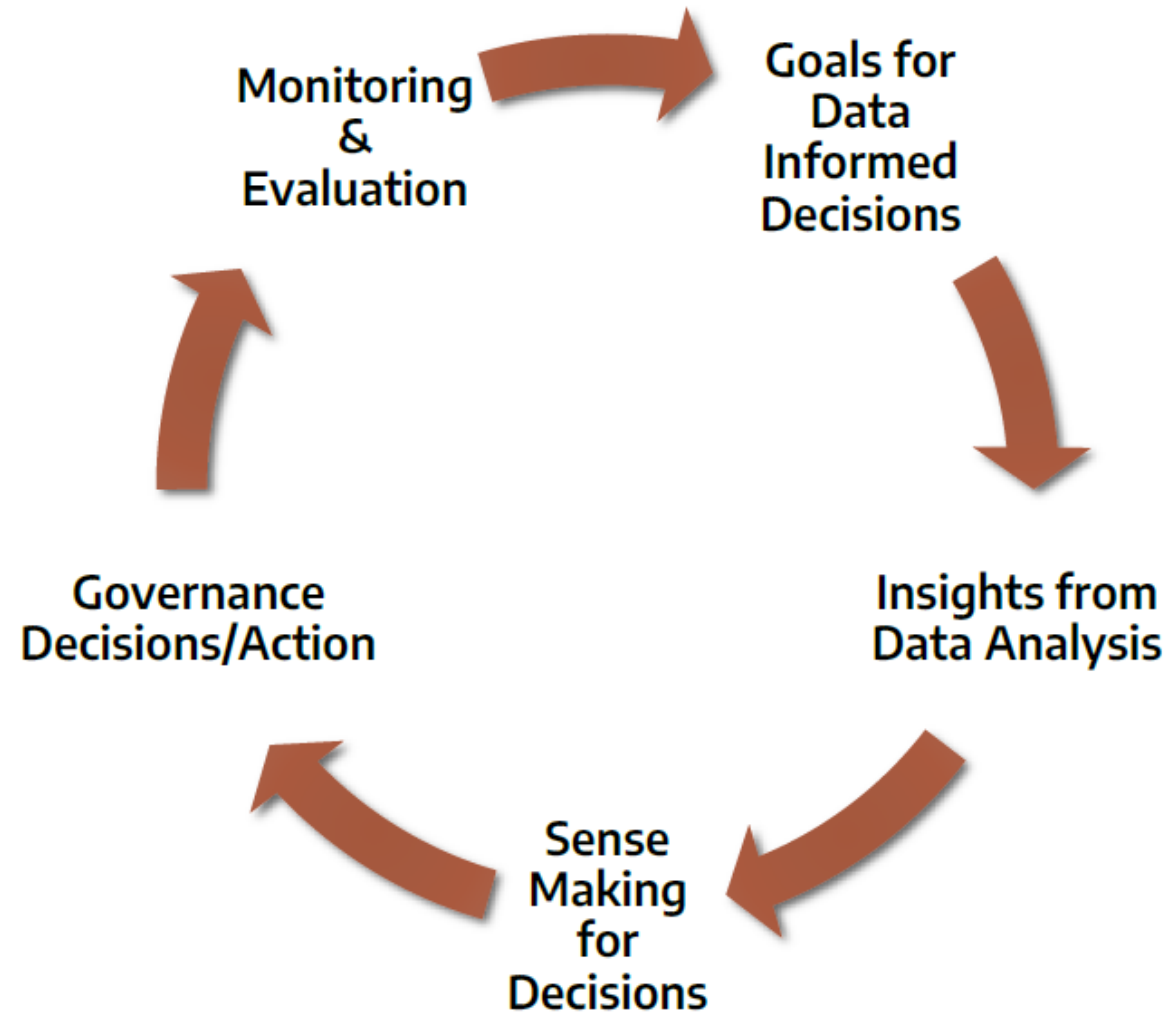 Monitoring
&
Evaluation
Goals for
Data
Informed
Decisions
Insights from
Data Analysis
Sense
Making
for
Decisions
Governance
Decisions/Action